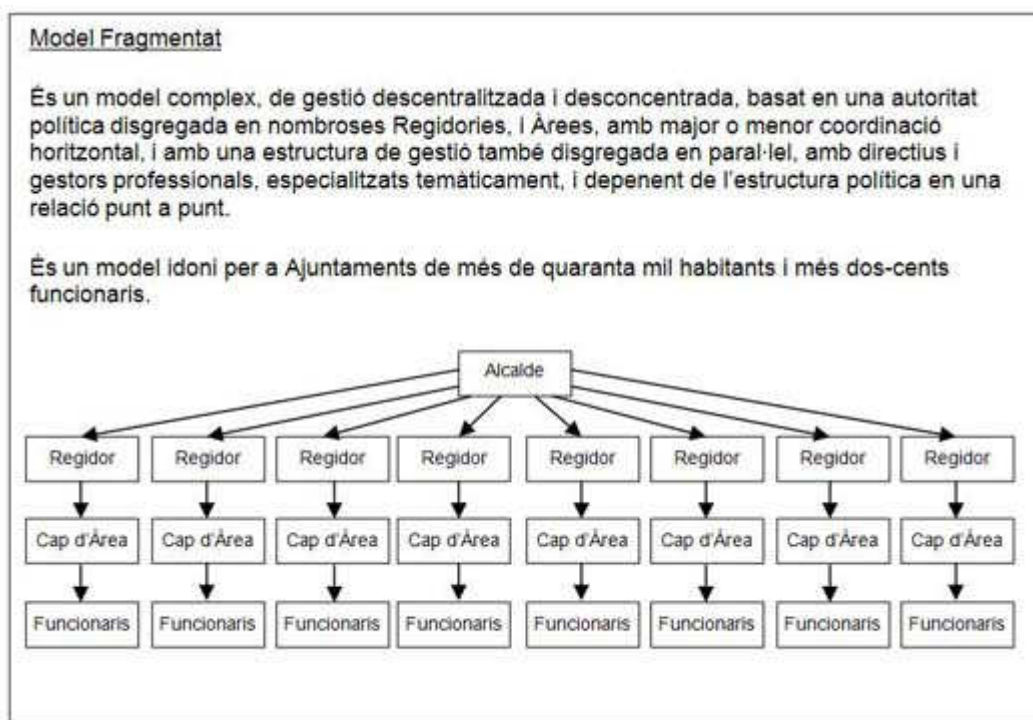 Model Fragmentat
És un model complex, de gestió descentralitzada i desconcentrada, basat en una autoritat
política disgregada en nombroses Regidories, i Àrees, amb major o menor coordinació
horitzontal, i amb una estructura de gestió també disgregada en paral·lel, amb directius i
gestors professionals, especialitzats temàticament, i depenent de l'estructura política en una
relació punt a punt.
És un model idoni per a Ajuntaments de més de quaranta mil habitants i més dos-cents
funcionaris.
Alcalde
Regidor Regidor Regidor Regidor Regidor Regidor Regidor Regidor
Cap d'Àrea Cap d'Àrea Cap d'Àrea Cap d'Àrea Cap d'Àrea Cap d'Àrea Cap d'Àrea Cap d'Àrea
Funcionaris Funcionaris Funcionaris Funcionaris Funcionaris Funcionaris Funcionaris Funcionaris